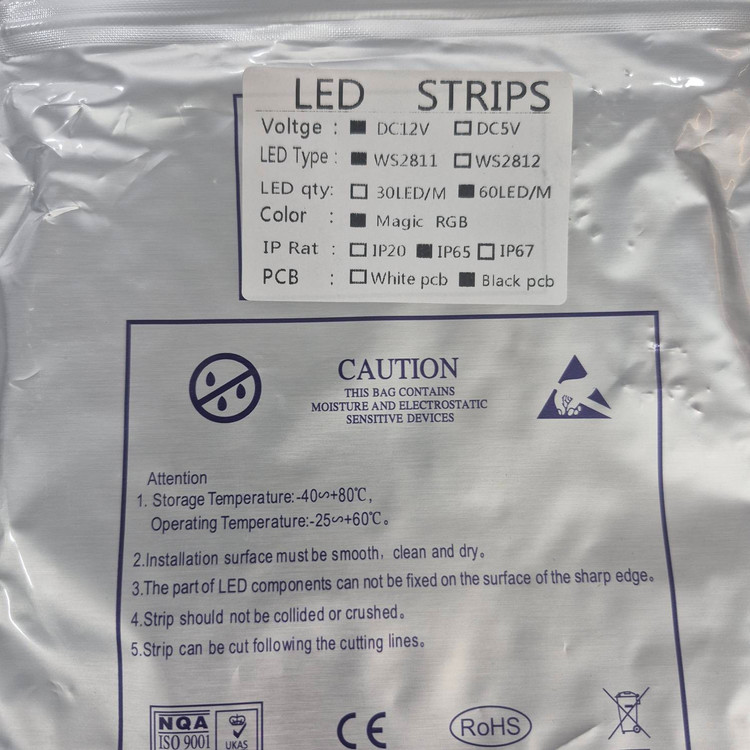 LED STRIPS
Voltge : ■ DC12V □ DC5V
LED Type : ■ WS2811 □ WS2812
LED qty: □ 30LED/M ■ 60LED/M
Color : ■ Magic RGB
IP Rat : □ IP20 ■ IP65 □ IP67
PCB : □ White pcb ■ Black pcb
CAUTION
THIS BAG CONTAINS
MOISTURE AND ELECTROSTATIC
SENSITIVE DEVICES
Attention
1. Storage Temperature:-40∽+80℃,
Operating Temperature:-25∽+60℃。
2.Installation surface must be smooth, clean and dry。
3.The part of LED components can not be fixed on the surface of the sharp edge。
4.Strip should not be collided or crushed。
5.Strip can be cut following the cutting lines。
NQA
ISO 9001
UKAS
CE
RoHS